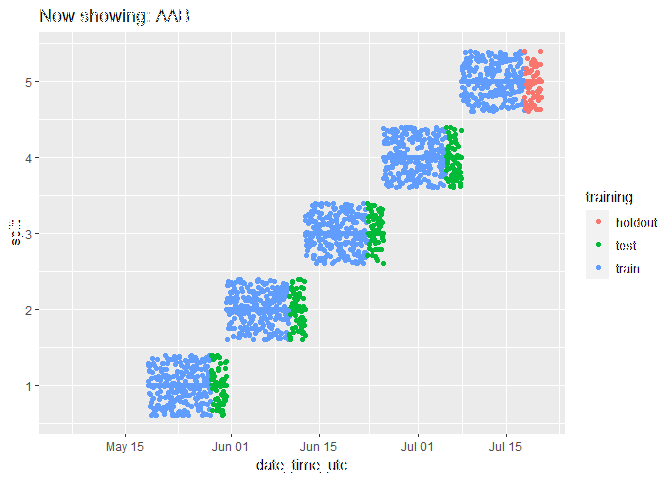 Now showing: AAB
5
4
3
2
1
split
May 15
Jun 01
Jun 15
Jul 01
Jul 15
date_time_utc
training
holdout
test
train